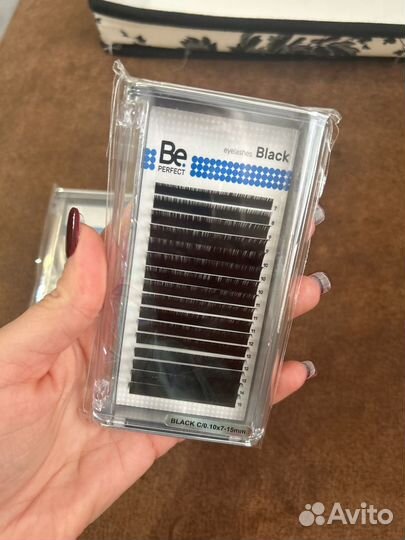 Be.
PERFECT
eyelashes Black
BLACK C/0.10x7-15mm
Avito